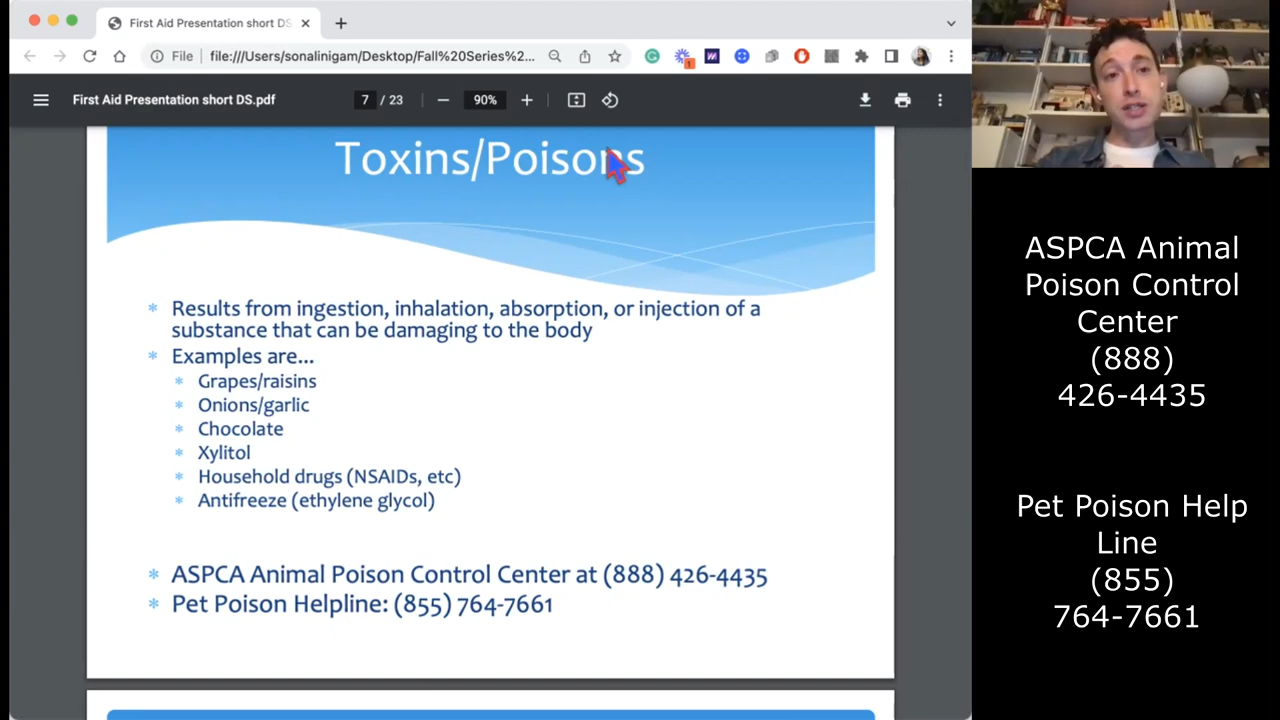 First Aid Presentation short DS
File
file:///Users/sonalinigam/Desktop/Fall%20Series%2...
1
First Aid Presentation short DS.pdf
7 / 23
90%
Toxins/Poisons
* Results from ingestion, inhalation, absorption, or injection of a
substance that can be damaging to the body
* Examples are...
* Grapes/raisins
* Onions/garlic
* Chocolate
* Xylitol
* Household drugs (NSAIDs, etc)
* Antifreeze (ethylene glycol)
* ASPCA Animal Poison Control Center at (888) 426-4435
* Pet Poison Helpline: (855) 764-7661
ASPCA Animal
Poison Control
Center
(888)
426-4435
Pet Poison Help
Line
(855)
764-7661